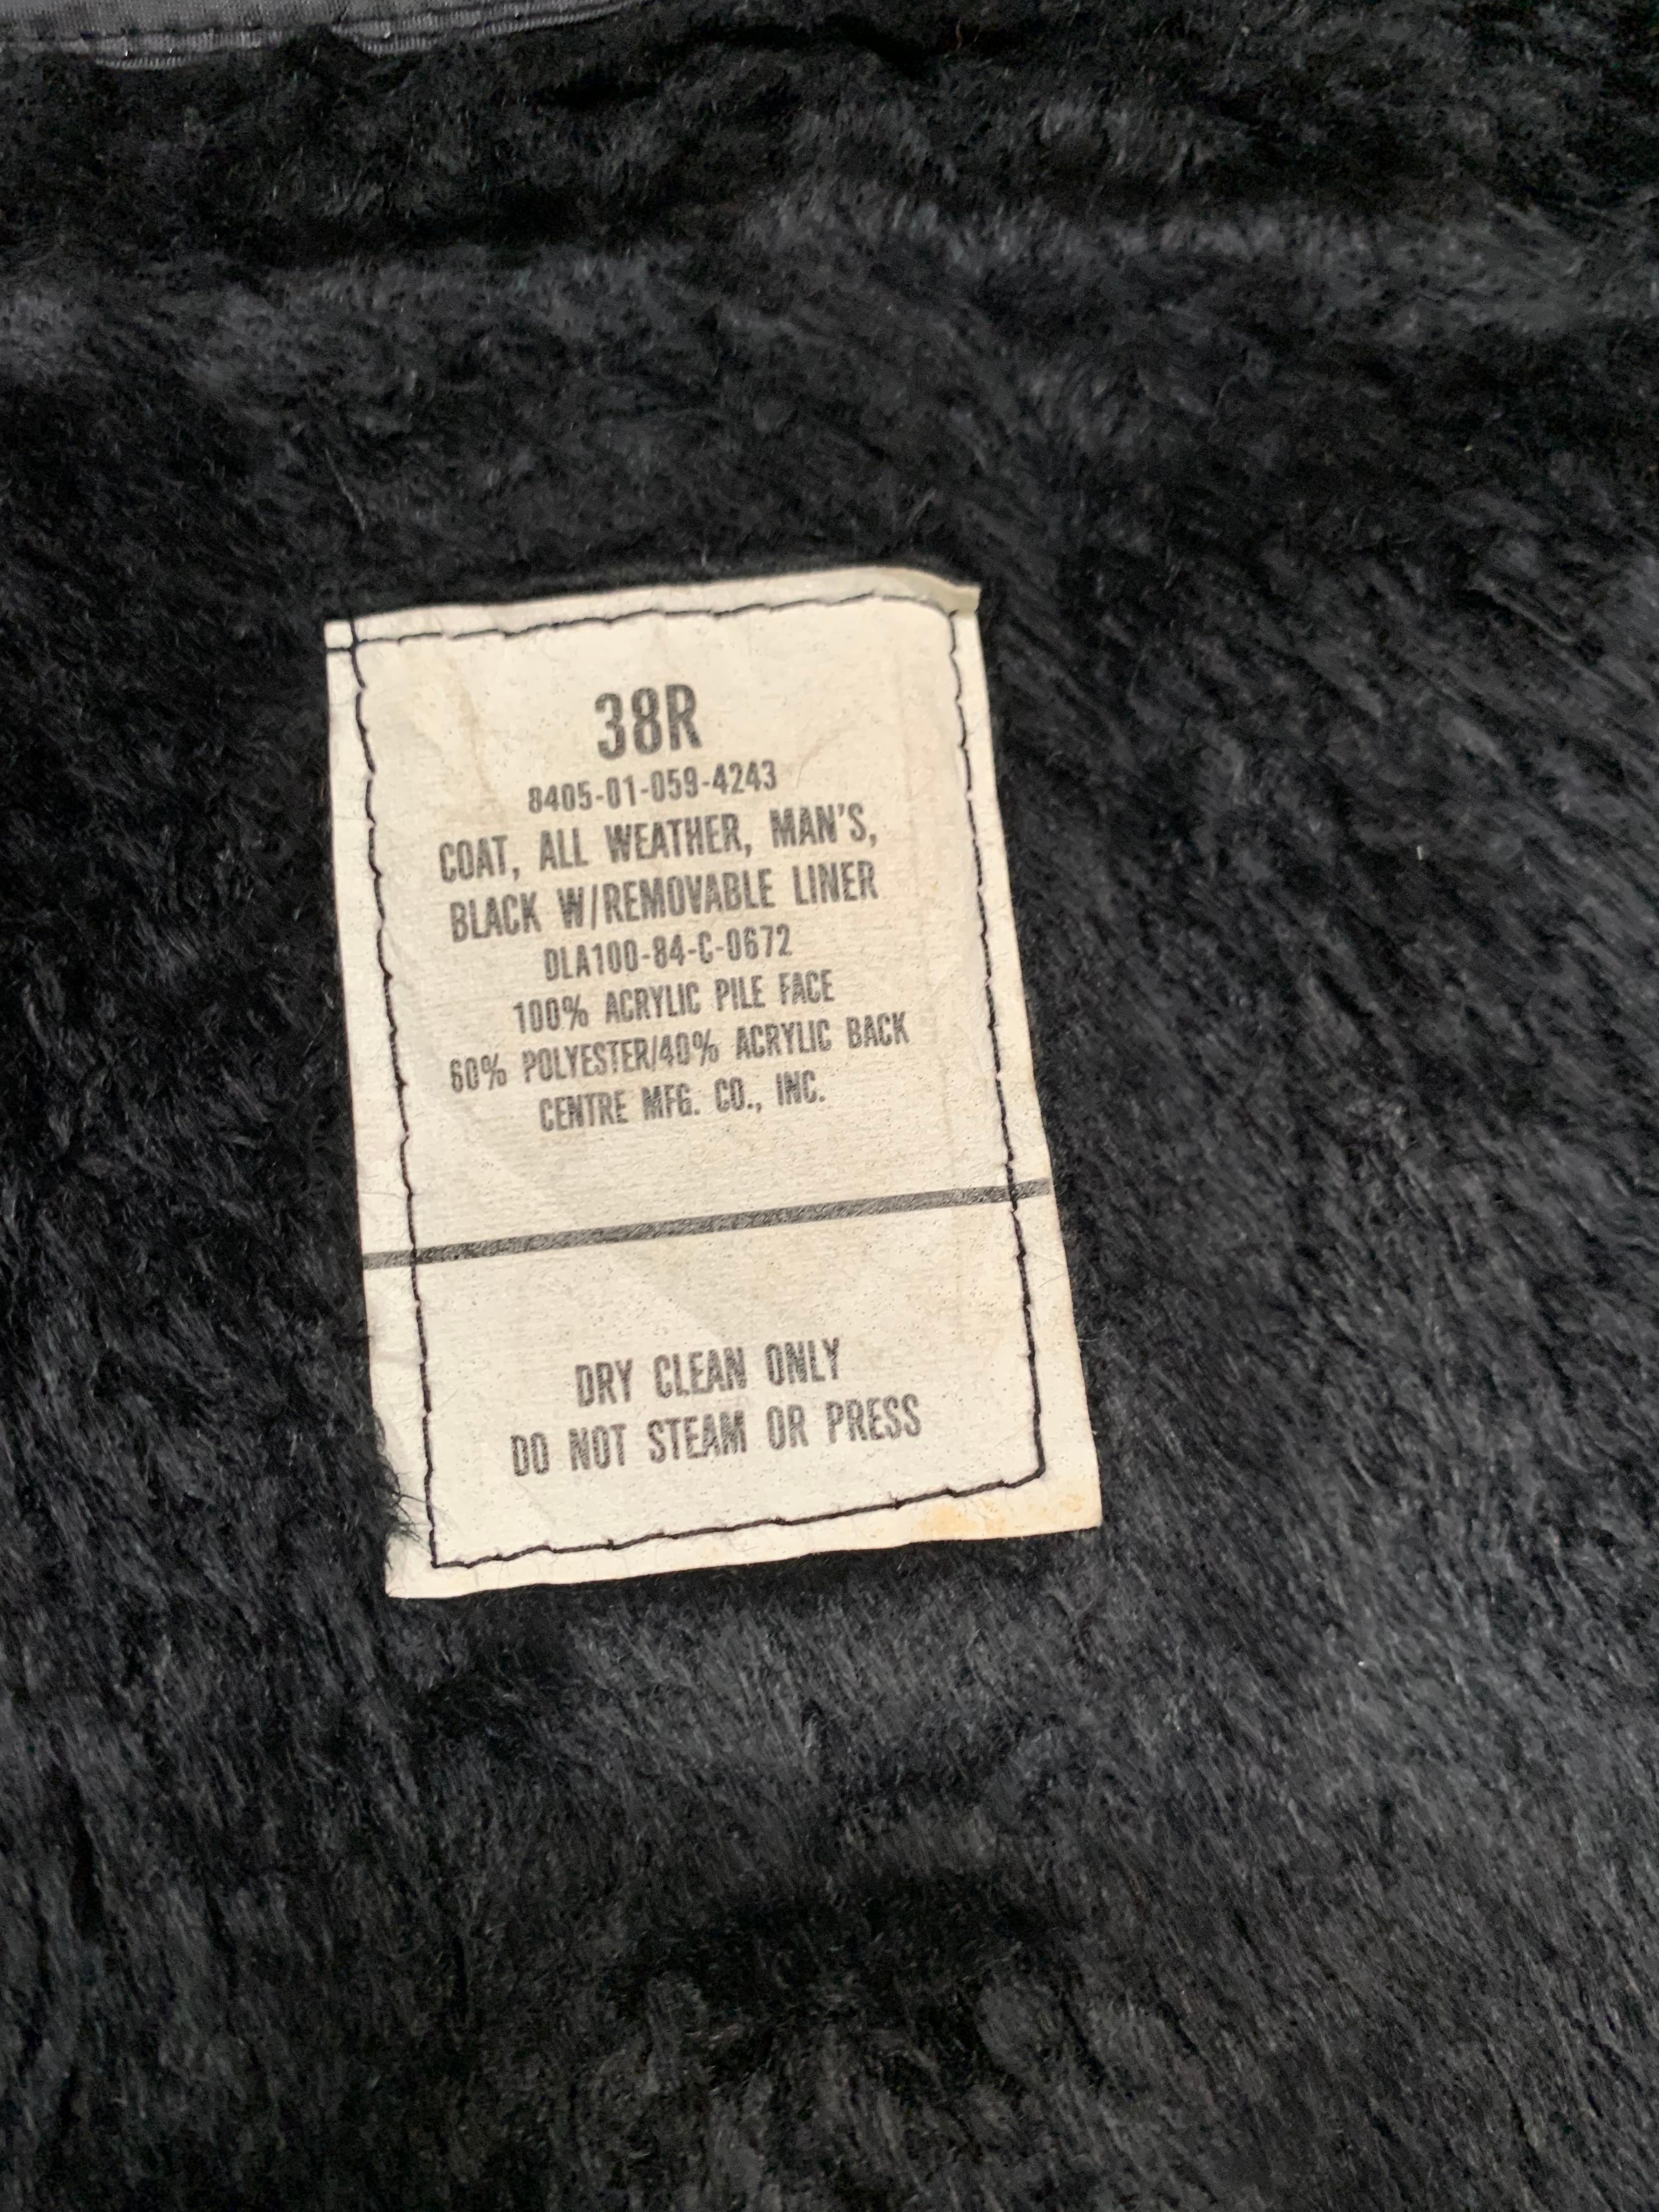 38R
8405-01-059-4243
COAT, ALL WEATHER, MAN'S,
BLACK W/REMOVABLE LINER
DLA100-84-C-0672
100% ACRYLIC PILE FACE
60% POLYESTER/40% ACRYLIC BACK
CENTRE MFG. CO., INC.
DRY CLEAN ONLY
DO NOT STEAM OR PRESS